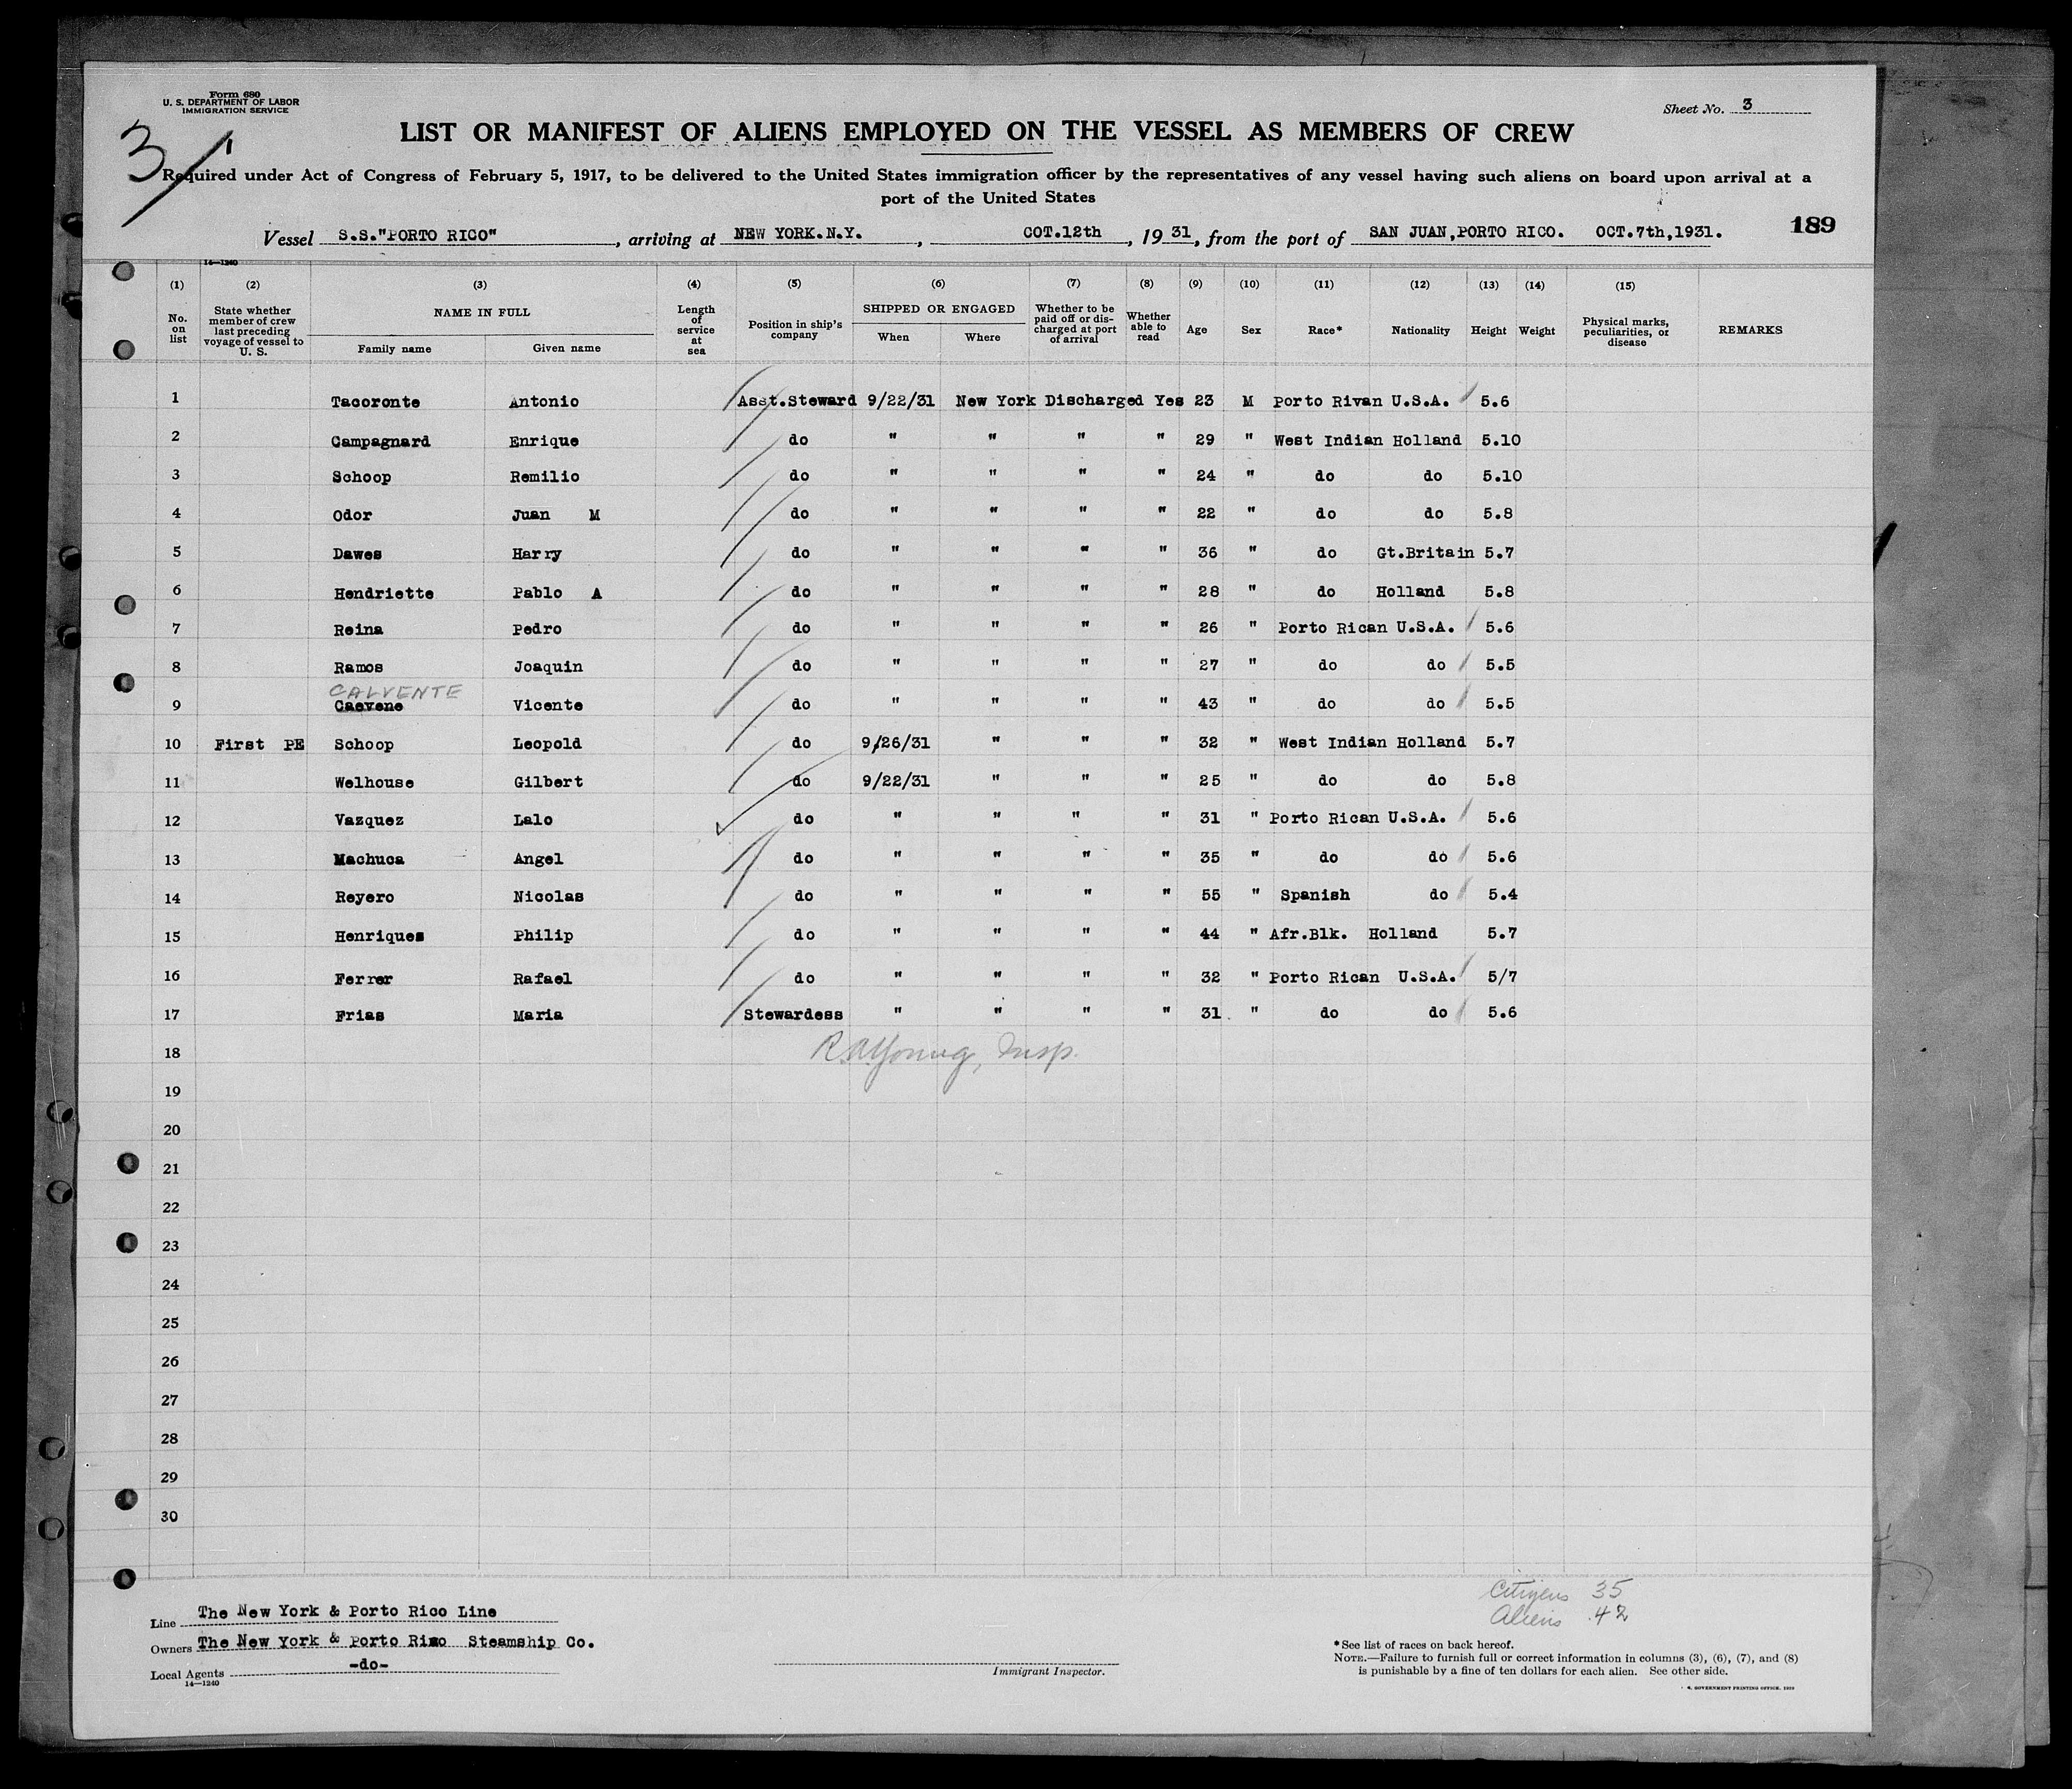 Form 680
U. S. DEPARTMENT OF LABOR
IMMIGRATION SERVICE
Sheet No. 3
3/
LIST OR MANIFEST OF ALIENS EMPLOYED ON THE VESSEL AS MEMBERS OF CREW
Required under Act of Congress of February 5, 1917, to be delivered to the United States immigration officer by the representatives of any vessel having such aliens on board upon arrival at a
port of the United States
189
Vessel S.S."PORTO RICO", arriving at NEW YORK.N.Y., COT.12th, 1931, from the port of SAN JUAN,PORTO RICO. OCT.7th,1931.
14—1240
(1) (2) (3) (4) (5) (6) (7) (8) (9) (10) (11) (12) (13) (14) (15)
No. on list | State whether member of crew last preceding voyage of vessel to U. S. | NAME IN FULL | Family name | Given name | Length of service at sea | Position in ship's company | SHIPPED OR ENGAGED | When | Where | Whether to be paid off or discharged at port of arrival | Whether able to read | Age | Sex | Race* | Nationality | Height | Weight | Physical marks, peculiarities, or disease | REMARKS
1 Tacoronte Antonio Asst.Steward 9/22/31 New York Discharged Yes 23 M Porto Rivan U.S.A. 5.6
2 Campagnard Enrique do " " " " 29 " West Indian Holland 5.10
3 Schoop Remilio do " " " " 24 " do do 5.10
4 Odor Juan M do " " " " 22 " do do 5.8
5 Dawes Harry do " " " " 36 " do Gt.Britain 5.7
6 Hendriette Pablo A do " " " " 28 " do Holland 5.8
7 Reina Pedro do " " " " 26 " Porto Rican U.S.A. 5.6
8 Ramos Joaquin do " " " " 27 " do do 5.5
CALVENTE
9 Caevene Vicente do " " " " 43 " do do 5.5
10 First PE Schoop Leopold do 9/26/31 " " " 32 " West Indian Holland 5.7
11 Welhouse Gilbert do 9/22/31 " " " 25 " do do 5.8
12 Vazquez Lalo do " " " " 31 " Porto Rican U.S.A. 5.6
13 Machuca Angel do " " " " 35 " do do 5.6
14 Reyero Nicolas do " " " " 55 " Spanish do 5.4
15 Henriques Philip do " " " " 44 " Afr.Blk. Holland 5.7
16 Ferrer Rafael do " " " " 32 " Porto Rican U.S.A. 5/7
17 Frias Maria Stewardess " " " " 31. " do do 5.6
18 Young, Insp.
19
20
21
22
23
24
25
26
27
28
29
30
Citizens 35
Aliens 42
Line The New York & Porto Rico Line
Owners The New York & Porto Rimo Steamship Co.
Local Agents -do-
14—1240
Immigrant Inspector.
*See list of races on back hereof.
NOTE.—Failure to furnish full or correct information in columns (3), (6), (7), and (8)
is punishable by a fine of ten dollars for each alien. See other side.
GOVERNMENT PRINTING OFFICE.